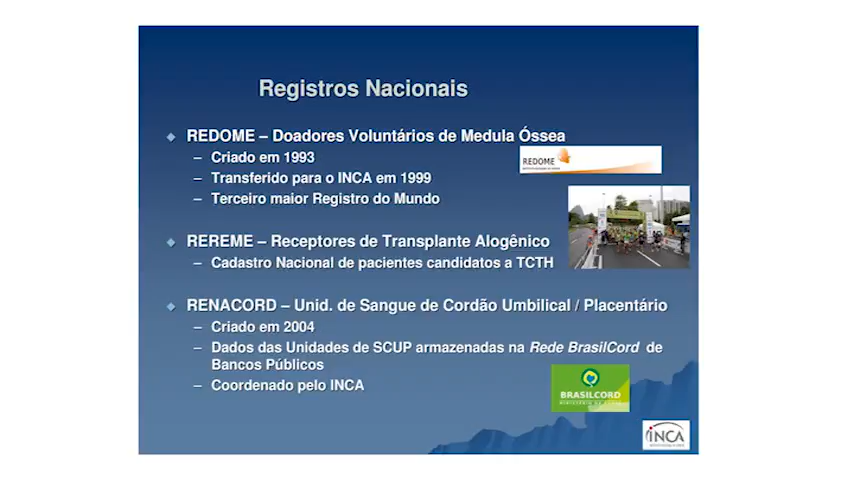 Registros Nacionais
REDOME – Doadores Voluntários de Medula Óssea
– Criado em 1993
REDOME
– Transferido para o INCA em 1999
– Terceiro maior Registro do Mundo
REREME – Receptores de Transplante Alogênico
– Cadastro Nacional de pacientes candidatos a TCTH
RENACORD – Unid. de Sangue de Cordão Umbilical / Placentário
– Criado em 2004
– Dados das Unidades de SCUP armazenadas na Rede BrasilCord de
Bancos Públicos
– Coordenado pelo INCA
BRASILCORD
INCA